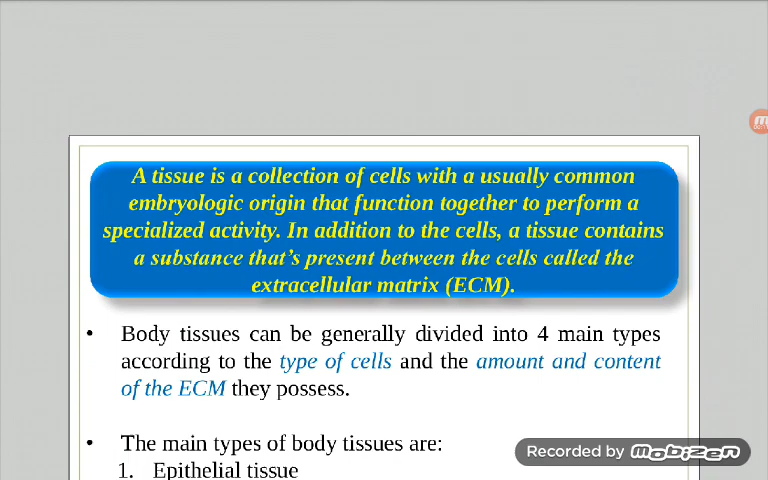 A tissue is a collection of cells with a usually common
embryologic origin that function together to perform a
specialized activity. In addition to the cells, a tissue contains
a substance that's present between the cells called the
extracellular matrix (ECM).
• Body tissues can be generally divided into 4 main types
according to the type of cells and the amount and content
of the ECM they possess.
• The main types of body tissues are:
1. Epithelial tissue
Recorded by mobizen